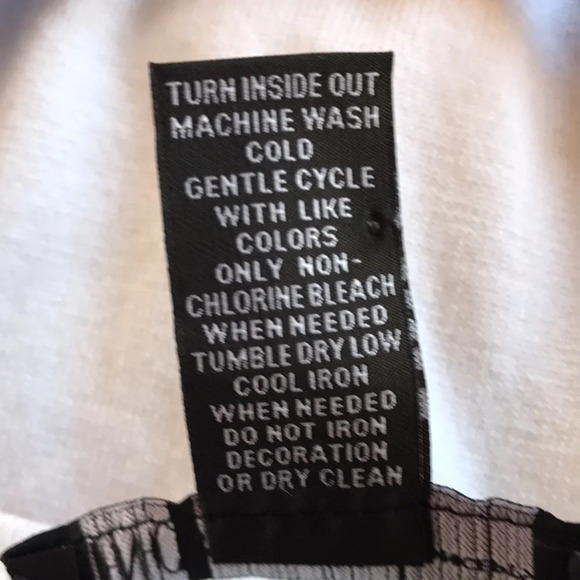 TURN INSIDE OUT
MACHINE WASH
COLD
GENTLE CYCLE
WITH LIKE
COLORS
ONLY NON-
CHLORINE BLEACH
WHEN NEEDED
TUMBLE DRY LOW
COOL IRON
WHEN NEEDED
DO NOT IRON
DECORATION
OR DRY CLEAN